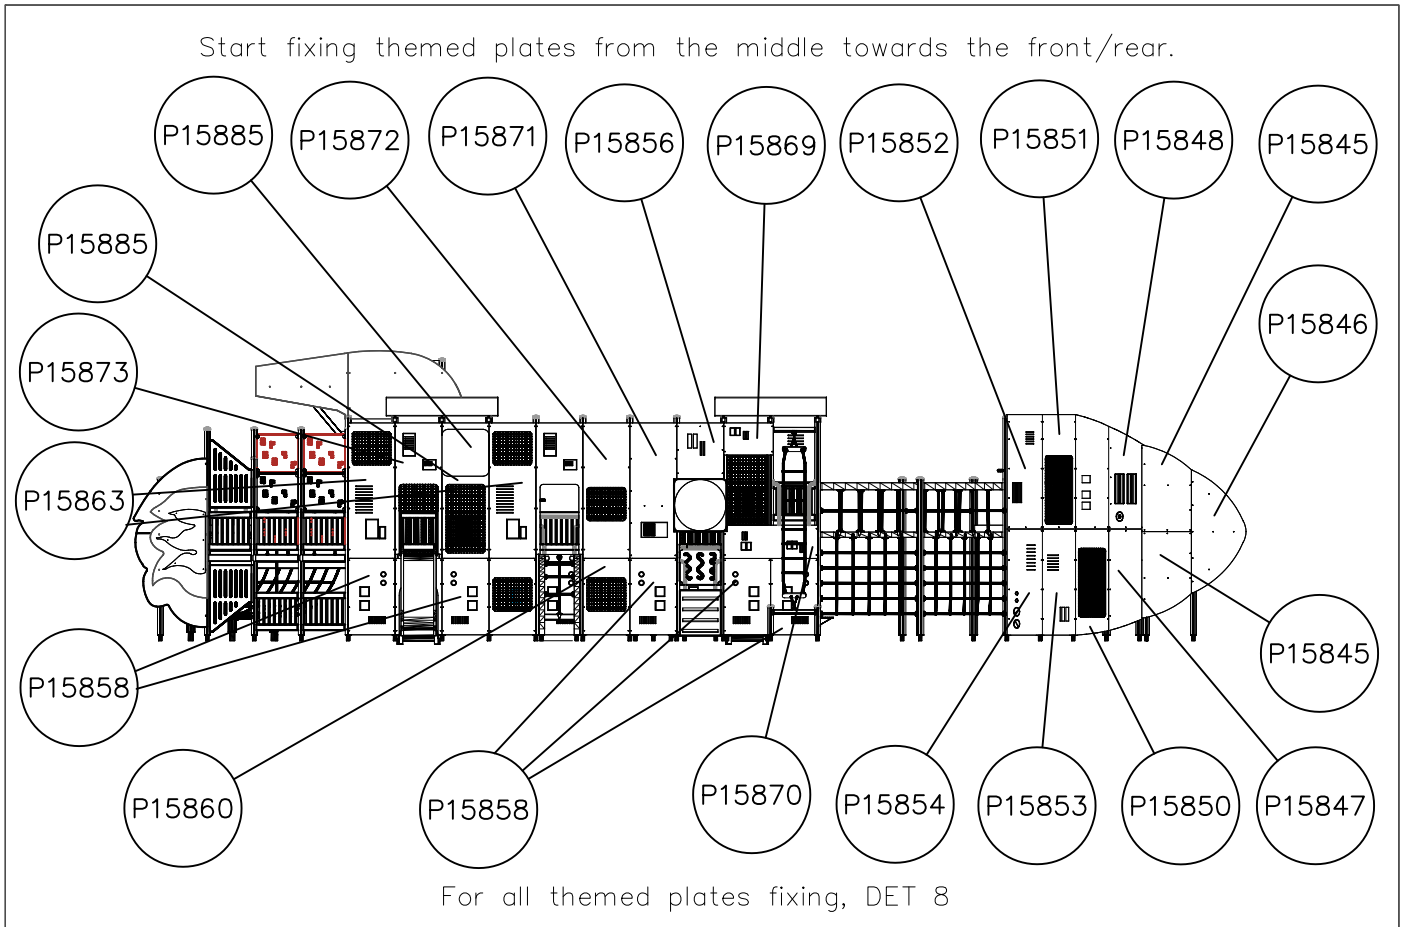 Start fixing themed plates from the middle towards the front/rear.
P15885
P15872
P15871
P15856
P15869
P15852
P15851
P15848
P15845
P15885
P15846
P15873
P15863
P15858
P15845
P15860
P15858
P15870
P15854
P15853
P15850
P15847
For all themed plates fixing, DET 8